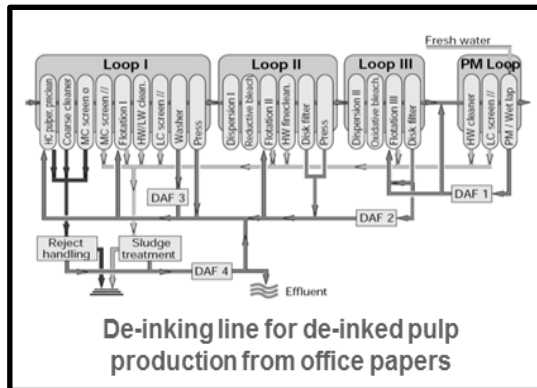 Fresh water
Loop I
Loop II
Loop III
PM Loop
HC pulper, preclean
Coarse cleaner
MC screen o
MC screen //
Flotation I
HW/LW clean.
LC screen //
Washer
Press
Dispersion I
Reductive bleach.
Flotation II
HW fineclean.
Disk filter
Press
Dispersion II
Oxidative bleach.
Flotation III
Disk filter
HW cleaner
LC screen //
PM / Wet lap
DAF 3
DAF 1
DAF 2
Reject
handling
Sludge
treatment
DAF 4
Effluent
De-inking line for de-inked pulp
production from office papers